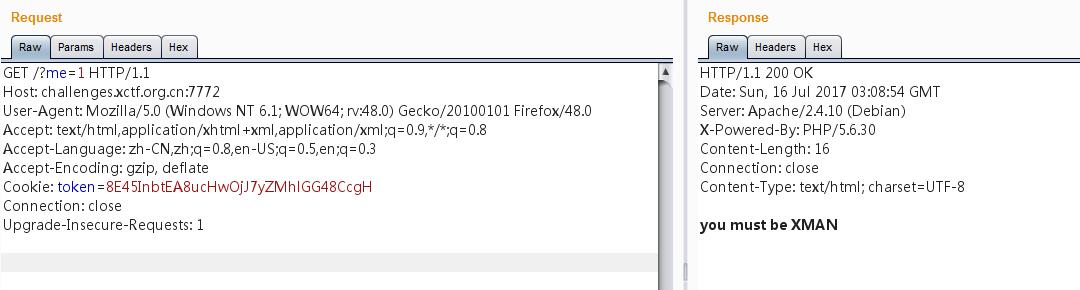 Request
Raw Params Headers Hex
GET /?me=1 HTTP/1.1
Host: challenges.xctf.org.cn:7772
User-Agent: Mozilla/5.0 (Windows NT 6.1; WOW64; rv:48.0) Gecko/20100101 Firefox/48.0
Accept: text/html,application/xhtml+xml,application/xml;q=0.9,*/*;q=0.8
Accept-Language: zh-CN,zh;q=0.8,en-US;q=0.5,en;q=0.3
Accept-Encoding: gzip, deflate
Cookie: token=8E45InbtEA8ucHwOjJ7yZMhIGG48CcgH
Connection: close
Upgrade-Insecure-Requests: 1
Response
Raw Headers Hex
HTTP/1.1 200 OK
Date: Sun, 16 Jul 2017 03:08:54 GMT
Server: Apache/2.4.10 (Debian)
X-Powered-By: PHP/5.6.30
Content-Length: 16
Connection: close
Content-Type: text/html; charset=UTF-8
you must be XMAN